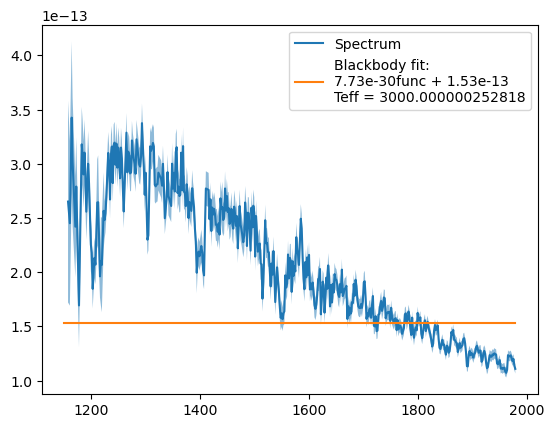 1e−13
4.0
3.5
3.0
2.5
2.0
1.5
1.0
1200
1400
1600
1800
2000
Spectrum
Blackbody fit:
7.73e-30func + 1.53e-13
Teff = 3000.000000252818